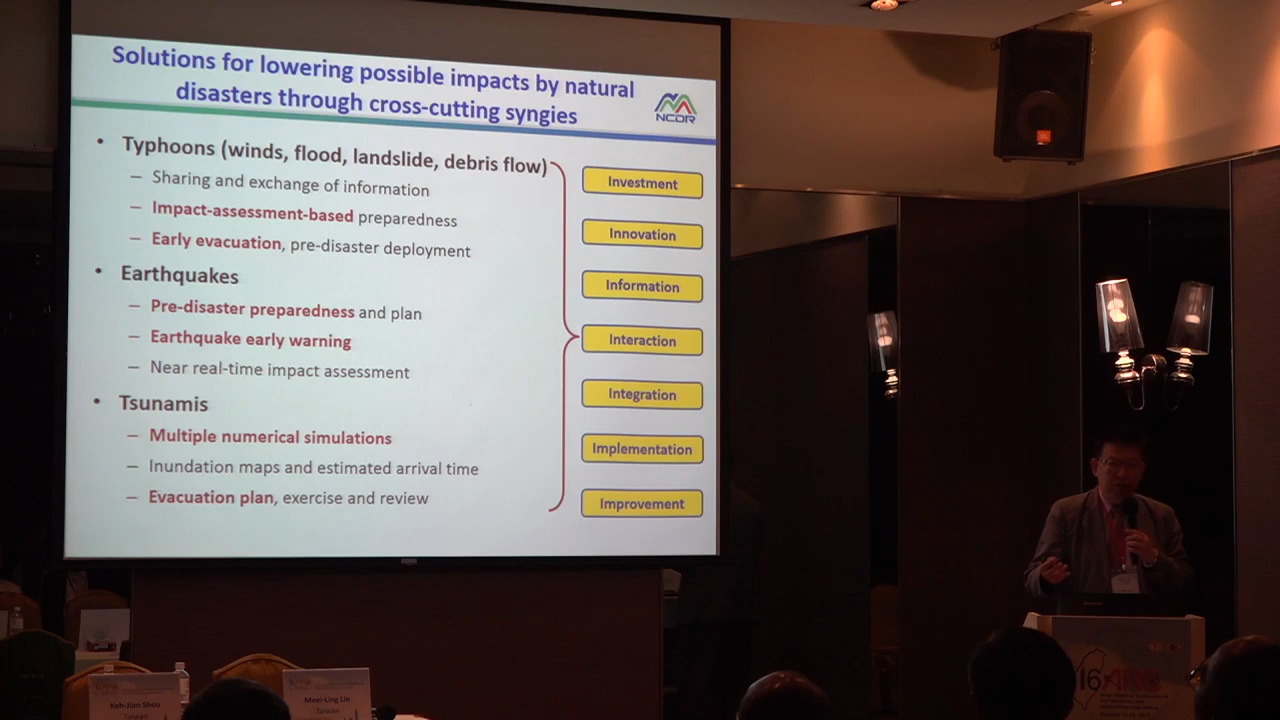 Solutions for lowering possible impacts by natural
disasters through cross-cutting syngies
NCDR
• Typhoons (winds, flood, landslide, debris flow)
– Sharing and exchange of information
– Impact-assessment-based preparedness
– Early evacuation, pre-disaster deployment
• Earthquakes
– Pre-disaster preparedness and plan
– Earthquake early warning
– Near real-time impact assessment
• Tsunamis
– Multiple numerical simulations
– Inundation maps and estimated arrival time
– Evacuation plan, exercise and review
Investment
Innovation
Information
Interaction
Integration
Implementation
Improvement
Keh-Jian Shou
Taiwan
Meei-Ling Lin
Taiwan